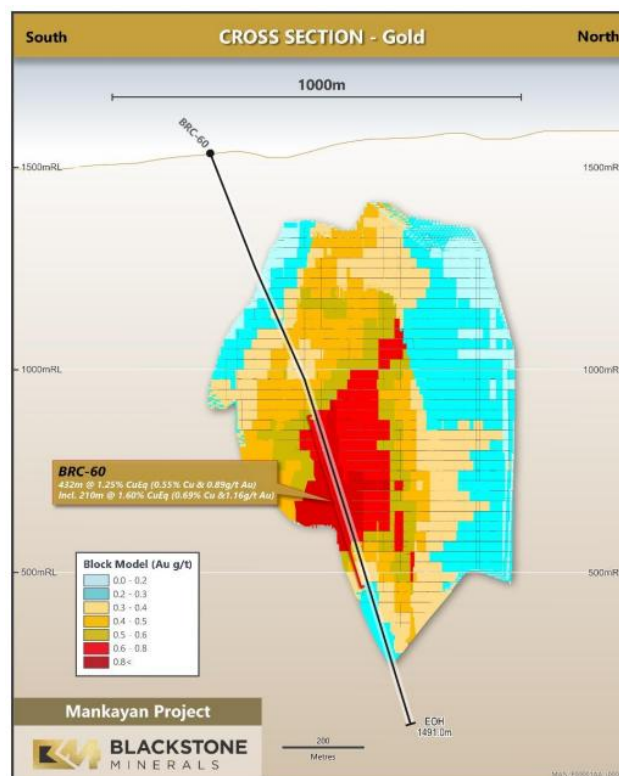 South CROSS SECTION - Gold North
1000m
BRC-60
1500mRL 1500mRL
1000mRL 1000mRL
BRC-60
432m @ 1.25% CuEq (0.55% Cu & 0.89g/t Au)
Incl. 210m @ 1.60% CuEq (0.69% Cu &1.16g/t Au)
500mRL 500mRL
Block Model (Au g/t)
0.0 - 0.2
0.2 - 0.3
0.3 - 0.4
0.4 - 0.5
0.5 - 0.6
0.6 - 0.8
0.8<
Mankayan Project
EOH
1491.0m
BLACKSTONE
MINERALS
200
Metres